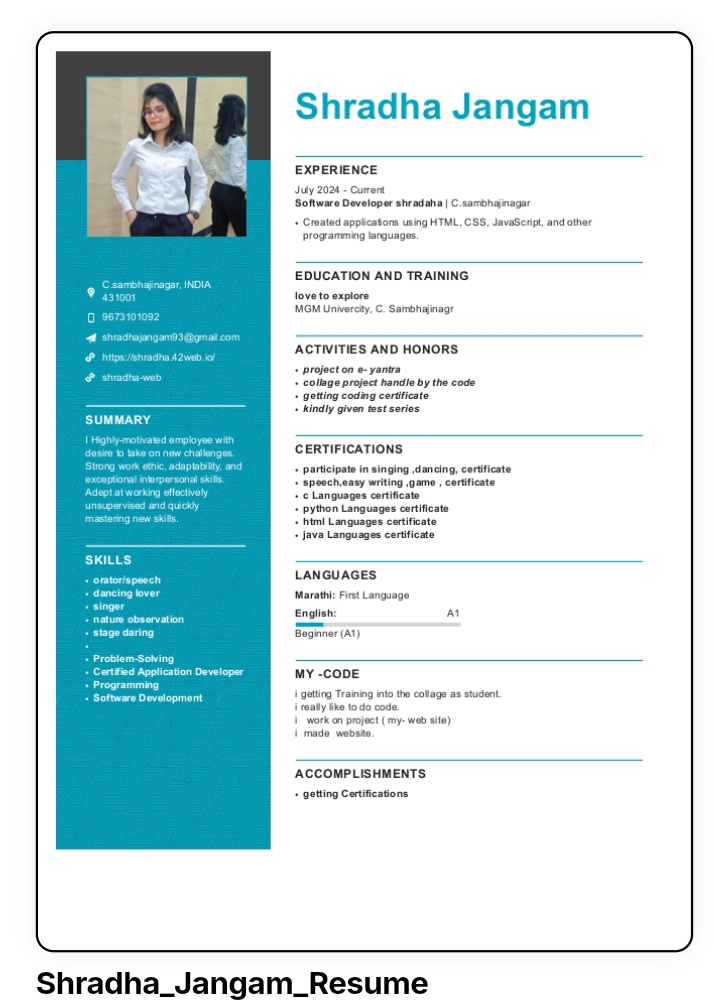 Shradha Jangam
C.sambhajinagar, INDIA
431001
9673101092
shradhajangam93@gmail.com
https://shradha.42web.io/
shradha-web
SUMMARY
I Highly-motivated employee with
desire to take on new challenges.
Strong work ethic, adaptability, and
exceptional interpersonal skills.
Adept at working effectively
unsupervised and quickly
mastering new skills.
SKILLS
• orator/speech
• dancing lover
• singer
• nature observation
• stage daring
•
• Problem-Solving
• Certified Application Developer
• Programming
• Software Development
EXPERIENCE
July 2024 - Current
Software Developer shradaha | C.sambhajinagar
• Created applications using HTML, CSS, JavaScript, and other
programming languages.
EDUCATION AND TRAINING
love to explore
MGM Univercity, C. Sambhajinagr
ACTIVITIES AND HONORS
• project on e- yantra
• collage project handle by the code
• getting coding certificate
• kindly given test series
CERTIFICATIONS
• participate in singing ,dancing, certificate
• speech,easy writing ,game , certificate
• c Languages certificate
• python Languages certificate
• html Languages certificate
• java Languages certificate
LANGUAGES
Marathi: First Language
English: A1
Beginner (A1)
MY -CODE
i getting Training into the collage as student.
i really like to do code.
i work on project ( my- web site)
i made website.
ACCOMPLISHMENTS
• getting Certifications
Shradha_Jangam_Resume